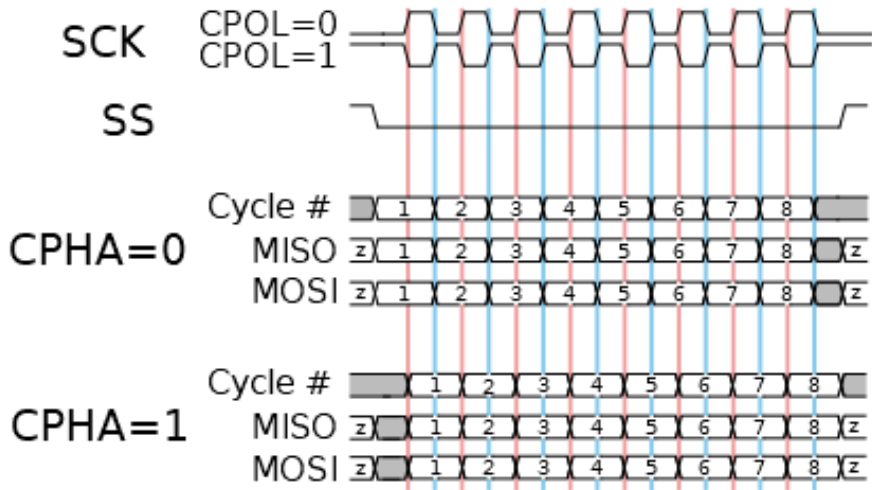 SCK CPOL=0
CPOL=1
SS
Cycle # 1 2 3 4 5 6 7 8
CPHA=0
MISO z 1 2 3 4 5 6 7 8 z
MOSI z 1 2 3 4 5 6 7 8 z
Cycle # 1 2 3 4 5 6 7 8
CPHA=1
MISO z 1 2 3 4 5 6 7 8 z
MOSI z 1 2 3 4 5 6 7 8 z